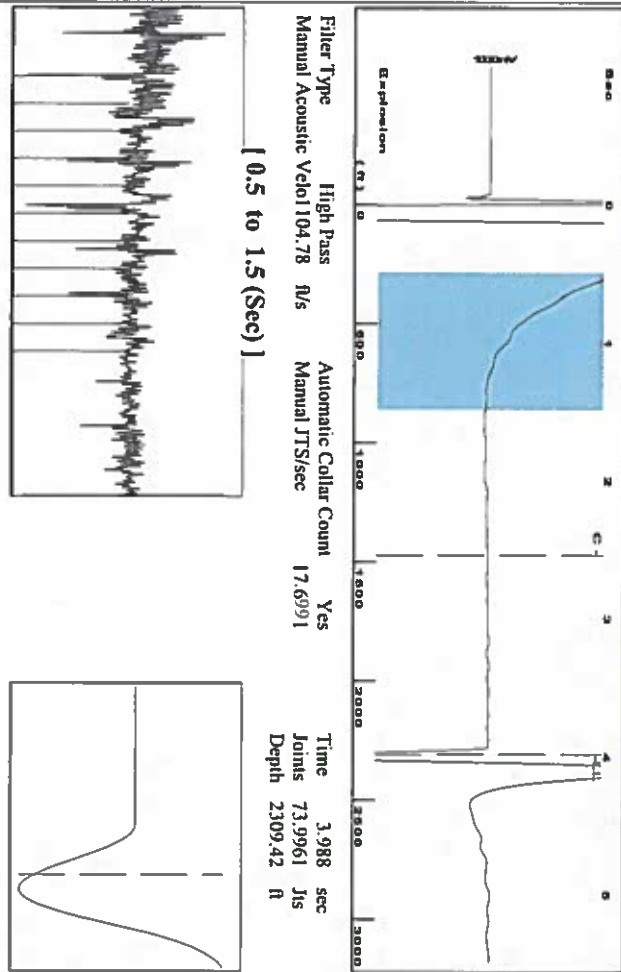 Sec 0 1 2 3 4 5
C
Explosion
(ft) 0 500 1000 1500 2000 2500 3000
Filter Type High Pass Automatic Collar Count Yes Time 3.988 sec
Manual Acoustic Velo1104.78 ft/s Manual JTS/sec 17.6991 Joints 73.9961 Jts
Depth 2309.42 ft
[ 0.5 to 1.5 (Sec) ]